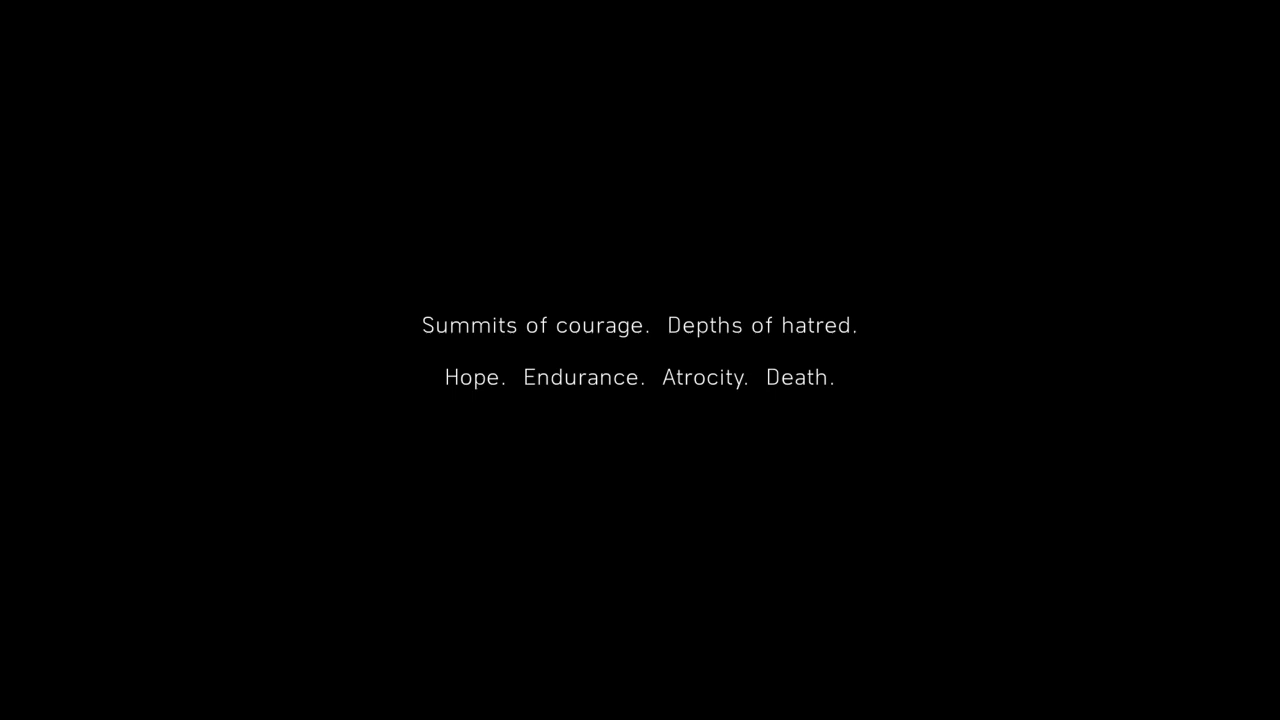 Summits of courage. Depths of hatred.
Hope. Endurance. Atrocity. Death.